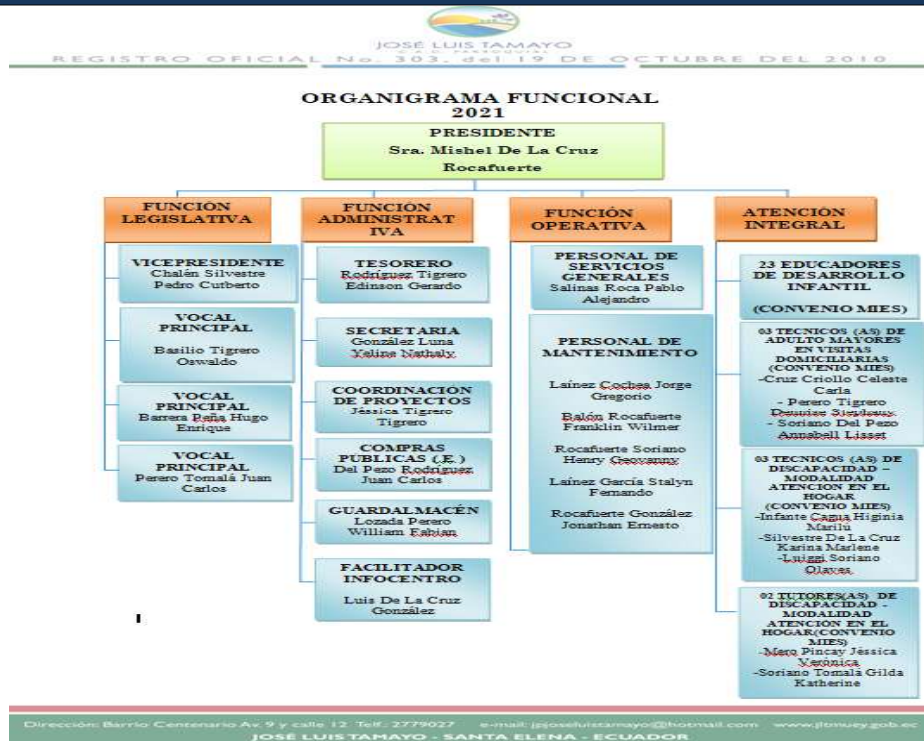 JOSÉ LUIS TAMAYO
G.A.D. PARROQUIAL
REGISTRO OFICIAL No. 303, del 19 DE OCTUBRE DEL 2010
ORGANIGRAMA FUNCIONAL
2021
PRESIDENTE
Sra. Mishel De La Cruz
Rocafuerte
FUNCIÓN
LEGISLATIVA
VICEPRESIDENTE
Chalén Silvestre
Pedro Cutberto
VOCAL
PRINCIPAL
Basilio Tigrero
Oswaldo
VOCAL
PRINCIPAL
Barrera Peña Hugo
Enrique
VOCAL
PRINCIPAL
Perero Tomalá Juan
Carlos
FUNCIÓN
ADMINISTRAT
IVA
TESORERO
Rodríguez Tigrero
Edinson Gerardo
SECRETARIA
González Luna
Yeline Nathaly
COORDINACIÓN
DE PROYECTOS
Jéssica Tigrero
Tigrero
COMPRAS
PÚBLICAS (E.)
Del Pezo Rodríguez
Juan Carlos
GUARDALMACÉN
Lozada Perero
William Fabian
FACILITADOR
INFOCENTRO
Luis De La Cruz
González
FUNCIÓN
OPERATIVA
PERSONAL DE
SERVICIOS
GENERALES
Salinas Roca Pablo
Alejandro
PERSONAL DE
MANTENIMIENTO
Laínez Cochea Jorge
Gregorio
Balón Rocafuerte
Franklin Wilmer
Rocafuerte Soriano
Henry Geovanny
Laínez García Stalyn
Fernando
Rocafuerte González
Jonathan Ernesto
ATENCIÓN
INTEGRAL
23 EDUCADORES
DE DESARROLLO
INFANTIL
(CONVENIO MIES)
03 TECNICOS (AS) DE
ADULTO MAYORES
EN VISITAS
DOMICILIARIAS
(CONVENIO MIES)
-Cruz Criollo Celeste
Carla
- Perero Tigrero
- Soriano Del Pezo
Annabell Lisset
03 TECNICOS (AS) DE
DISCAPACIDAD –
MODALIDAD
ATENCIÓN EN EL
HOGAR
(CONVENIO MIES)
-Infante Cagua Higinia
Marilú
-Silvestre De La Cruz
Karina Marlene
-Luiggi Soriano
Olaves
02 TUTORES(AS) DE
DISCAPACIDAD -
MODALIDAD
ATENCIÓN EN EL
HOGAR(CONVENIO
MIES)
-Mero Pincay Jéssica
Verónica
-Soriano Tomalá Gilda
Katherine
Dirección: Barrio Centenario Av. 9 y calle 12 Telf.: 2779027 e-mail: jpjoseluistamayo@hotmail.com www.jltmuey.gob.ec
JOSÉ LUIS TAMAYO - SANTA ELENA - ECUADOR